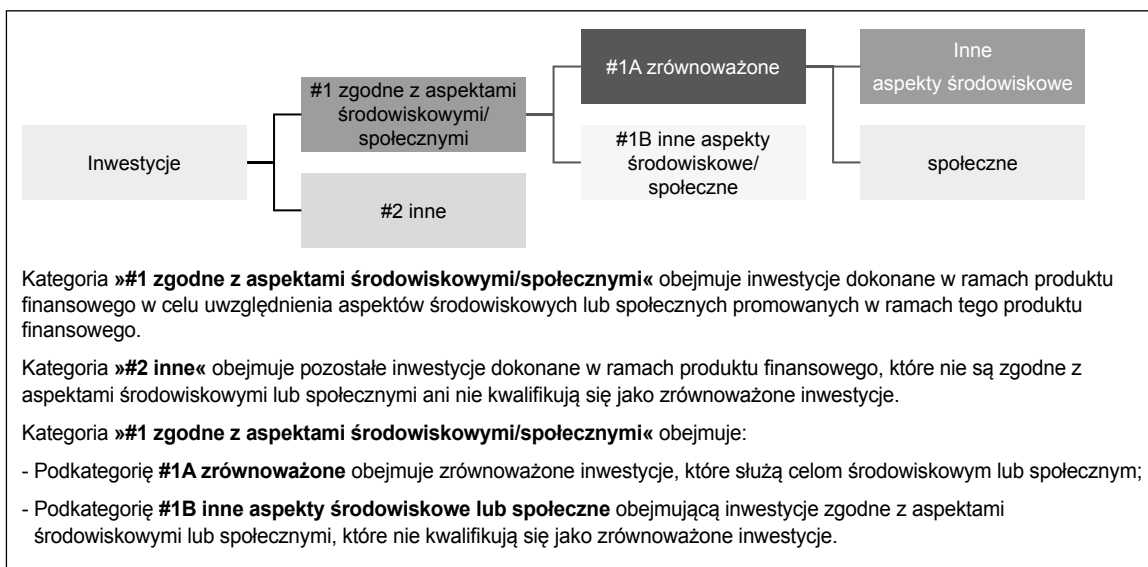 Inwestycje
#1 zgodne z aspektami
środowiskowymi/
społecznymi
#2 inne
#1A zrównoważone
#1B inne aspekty
środowiskowe/
społeczne
Inne
aspekty środowiskowe
społeczne
Kategoria »#1 zgodne z aspektami środowiskowymi/społecznymi« obejmuje inwestycje dokonane w ramach produktu
finansowego w celu uwzględnienia aspektów środowiskowych lub społecznych promowanych w ramach tego produktu
finansowego.
Kategoria »#2 inne« obejmuje pozostałe inwestycje dokonane w ramach produktu finansowego, które nie są zgodne z
aspektami środowiskowymi lub społecznymi ani nie kwalifikują się jako zrównoważone inwestycje.
Kategoria »#1 zgodne z aspektami środowiskowymi/społecznymi« obejmuje:
- Podkategorię #1A zrównoważone obejmuje zrównoważone inwestycje, które służą celom środowiskowym lub społecznym;
- Podkategorię #1B inne aspekty środowiskowe lub społeczne obejmującą inwestycje zgodne z aspektami
środowiskowymi lub społecznymi, które nie kwalifikują się jako zrównoważone inwestycje.